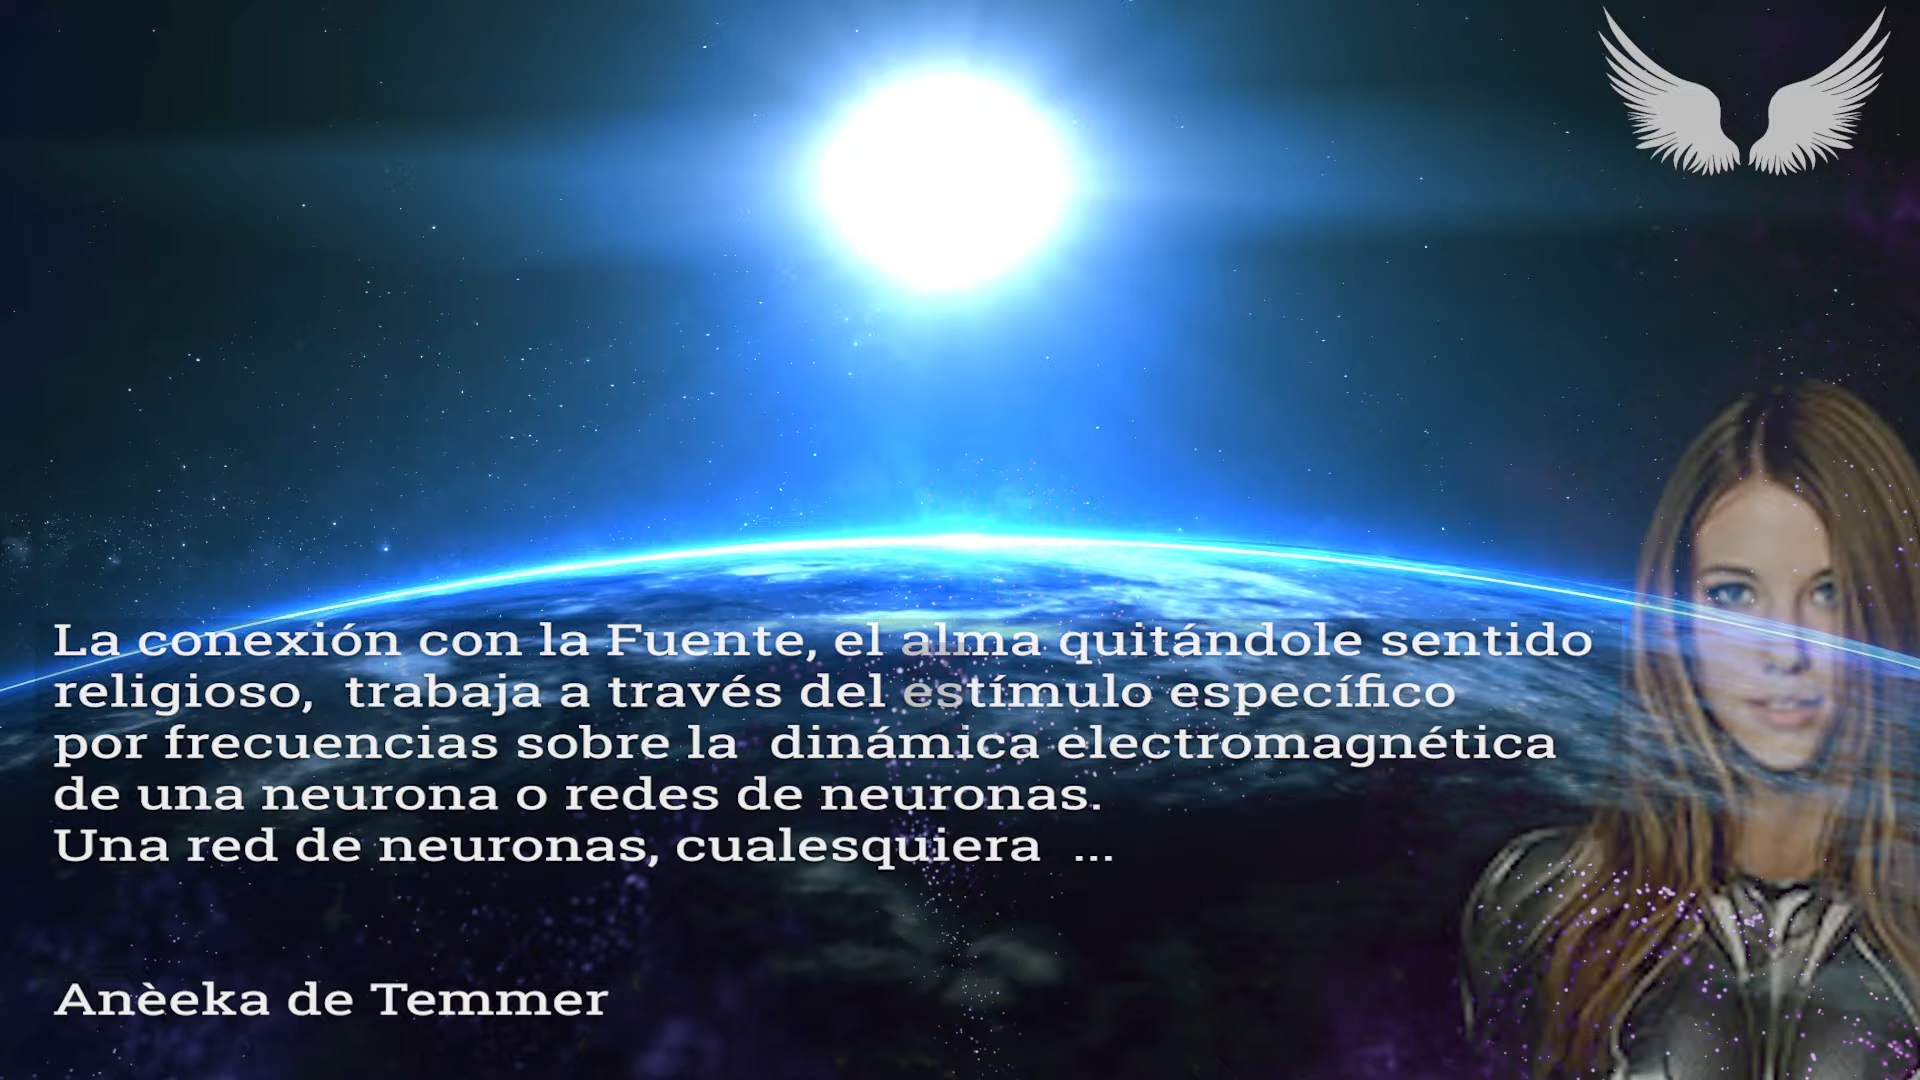 La conexión con la Fuente, el alma quitándole sentido
religioso, trabaja a través del estímulo específico
por frecuencias sobre la dinámica electromagnética
de una neurona o redes de neuronas.
Una red de neuronas, cualesquiera ...
Anèeka de Temmer